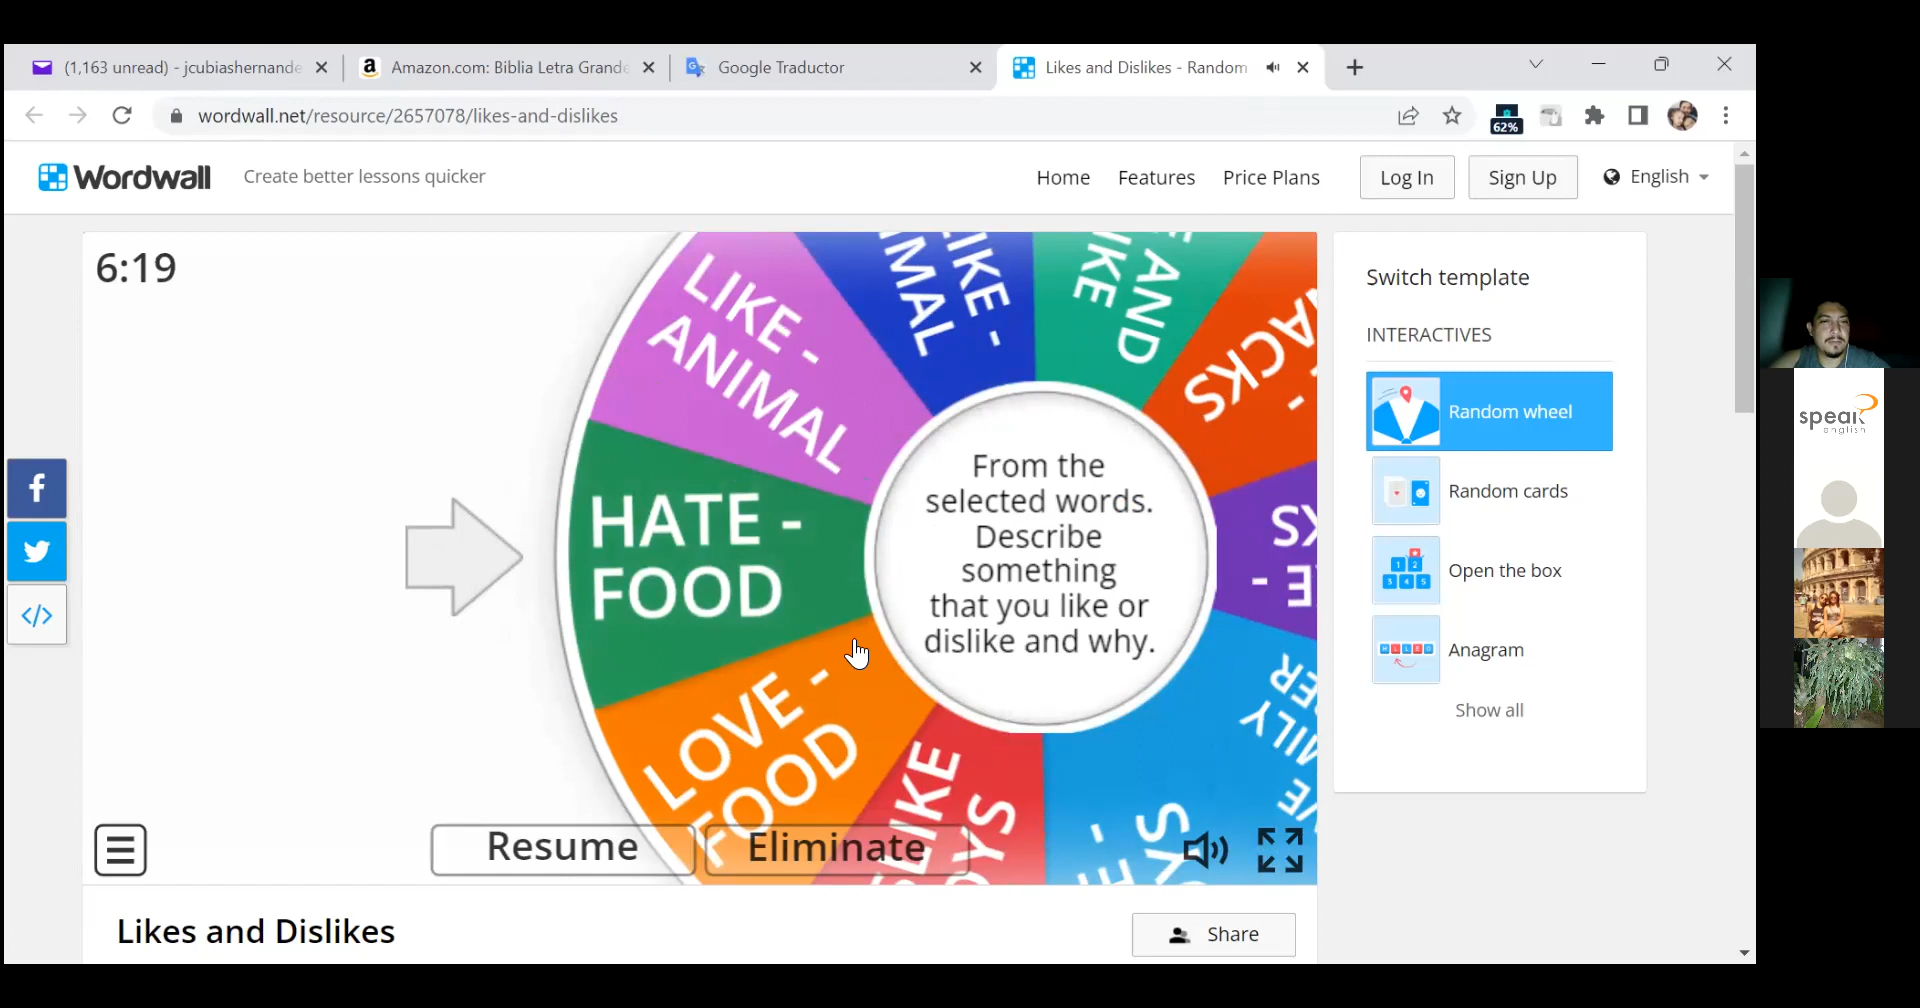 (1,163 unread) - jcubiashernande
Amazon.com: Biblia Letra Grande
Google Traductor
Likes and Dislikes - Random
wordwall.net/resource/2657078/likes-and-dislikes
62%
Wordwall
Create better lessons quicker
Home
Features
Price Plans
Log In
Sign Up
English
6:19
LIKE -
ANIMAL
HATE -
FOOD
LOVE -
FOOD
From the
selected words.
Describe
something
that you like or
dislike and why.
Resume
Eliminate
Switch template
INTERACTIVES
Random wheel
Random cards
Open the box
Anagram
Show all
Likes and Dislikes
Share
speak
english